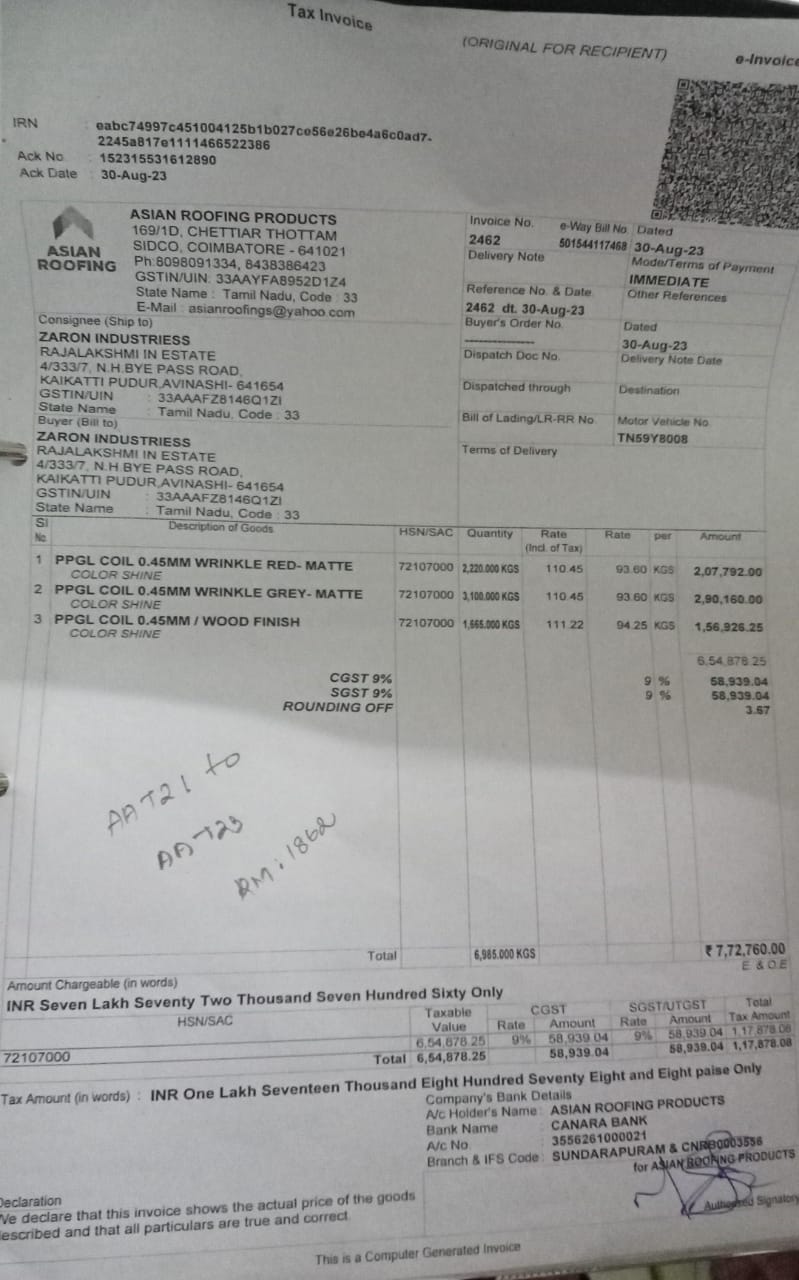 Tax Invoice
(ORIGINAL FOR RECIPIENT)
e-Invoice
IRN : eabc74997c451004125b1b027ce56e26be4a6c0ad7-
2245a817e1111466522386
Ack No. : 152315531612890
Ack Date : 30-Aug-23
ASIAN ROOFING
ASIAN ROOFING PRODUCTS
169/1D, CHETTIAR THOTTAM
SIDCO, COIMBATORE - 641021
Ph:8098091334, 8438386423
GSTIN/UIN: 33AAYFA8952D1Z4
State Name : Tamil Nadu, Code : 33
E-Mail : asianroofings@yahoo.com
Invoice No. e-Way Bill No. Dated
2462 501544117468 30-Aug-23
Delivery Note Mode/Terms of Payment
IMMEDIATE
Reference No. & Date. Other References
2462 dt. 30-Aug-23
Buyer's Order No. Dated
---------------- 30-Aug-23
Dispatch Doc No. Delivery Note Date
Dispatched through Destination
Bill of Lading/LR-RR No. Motor Vehicle No.
TN59Y8008
Terms of Delivery
Consignee (Ship to)
ZARON INDUSTRIESS
RAJALAKSHMI IN ESTATE
4/333/7, N.H.BYE PASS ROAD,
KAIKATTI PUDUR,AVINASHI- 641654
GSTIN/UIN : 33AAAFZ8146Q1ZI
State Name : Tamil Nadu, Code : 33
Buyer (Bill to)
ZARON INDUSTRIESS
RAJALAKSHMI IN ESTATE
4/333/7, N.H.BYE PASS ROAD,
KAIKATTI PUDUR,AVINASHI- 641654
GSTIN/UIN : 33AAAFZ8146Q1ZI
State Name : Tamil Nadu, Code : 33
Sl No. Description of Goods HSN/SAC Quantity Rate (Incl. of Tax) Rate per Amount
1 PPGL COIL 0.45MM WRINKLE RED- MATTE 72107000 2,220.000 KGS 110.45 93.60 KGS 2,07,792.00
COLOR SHINE
2 PPGL COIL 0.45MM WRINKLE GREY- MATTE 72107000 3,100.000 KGS 110.45 93.60 KGS 2,90,160.00
COLOR SHINE
3 PPGL COIL 0.45MM / WOOD FINISH 72107000 1,665.000 KGS 111.22 94.25 KGS 1,56,926.25
COLOR SHINE
6,54,878.25
CGST 9% 9 % 58,939.04
SGST 9% 9 % 58,939.04
ROUNDING OFF 3.67
AAT21 to
AAT23
RM:1862
Total 6,985.000 KGS ₹ 7,72,760.00
E. & O.E
Amount Chargeable (in words)
INR Seven Lakh Seventy Two Thousand Seven Hundred Sixty Only
HSN/SAC Taxable Value CGST Rate Amount SGST/UTGST Rate Amount Total Tax Amount
72107000 6,54,878.25 9% 58,939.04 9% 58,939.04 1,17,878.08
Total 6,54,878.25 58,939.04 58,939.04 1,17,878.08
Tax Amount (in words) : INR One Lakh Seventeen Thousand Eight Hundred Seventy Eight and Eight paise Only
Company's Bank Details
A/c Holder's Name : ASIAN ROOFING PRODUCTS
Bank Name : CANARA BANK
A/c No. : 3556261000021
Branch & IFS Code : SUNDARAPURAM & CNRB0003556
for ASIAN ROOFING PRODUCTS
Authorised Signatory
Declaration
We declare that this invoice shows the actual price of the goods
described and that all particulars are true and correct.
This is a Computer Generated Invoice